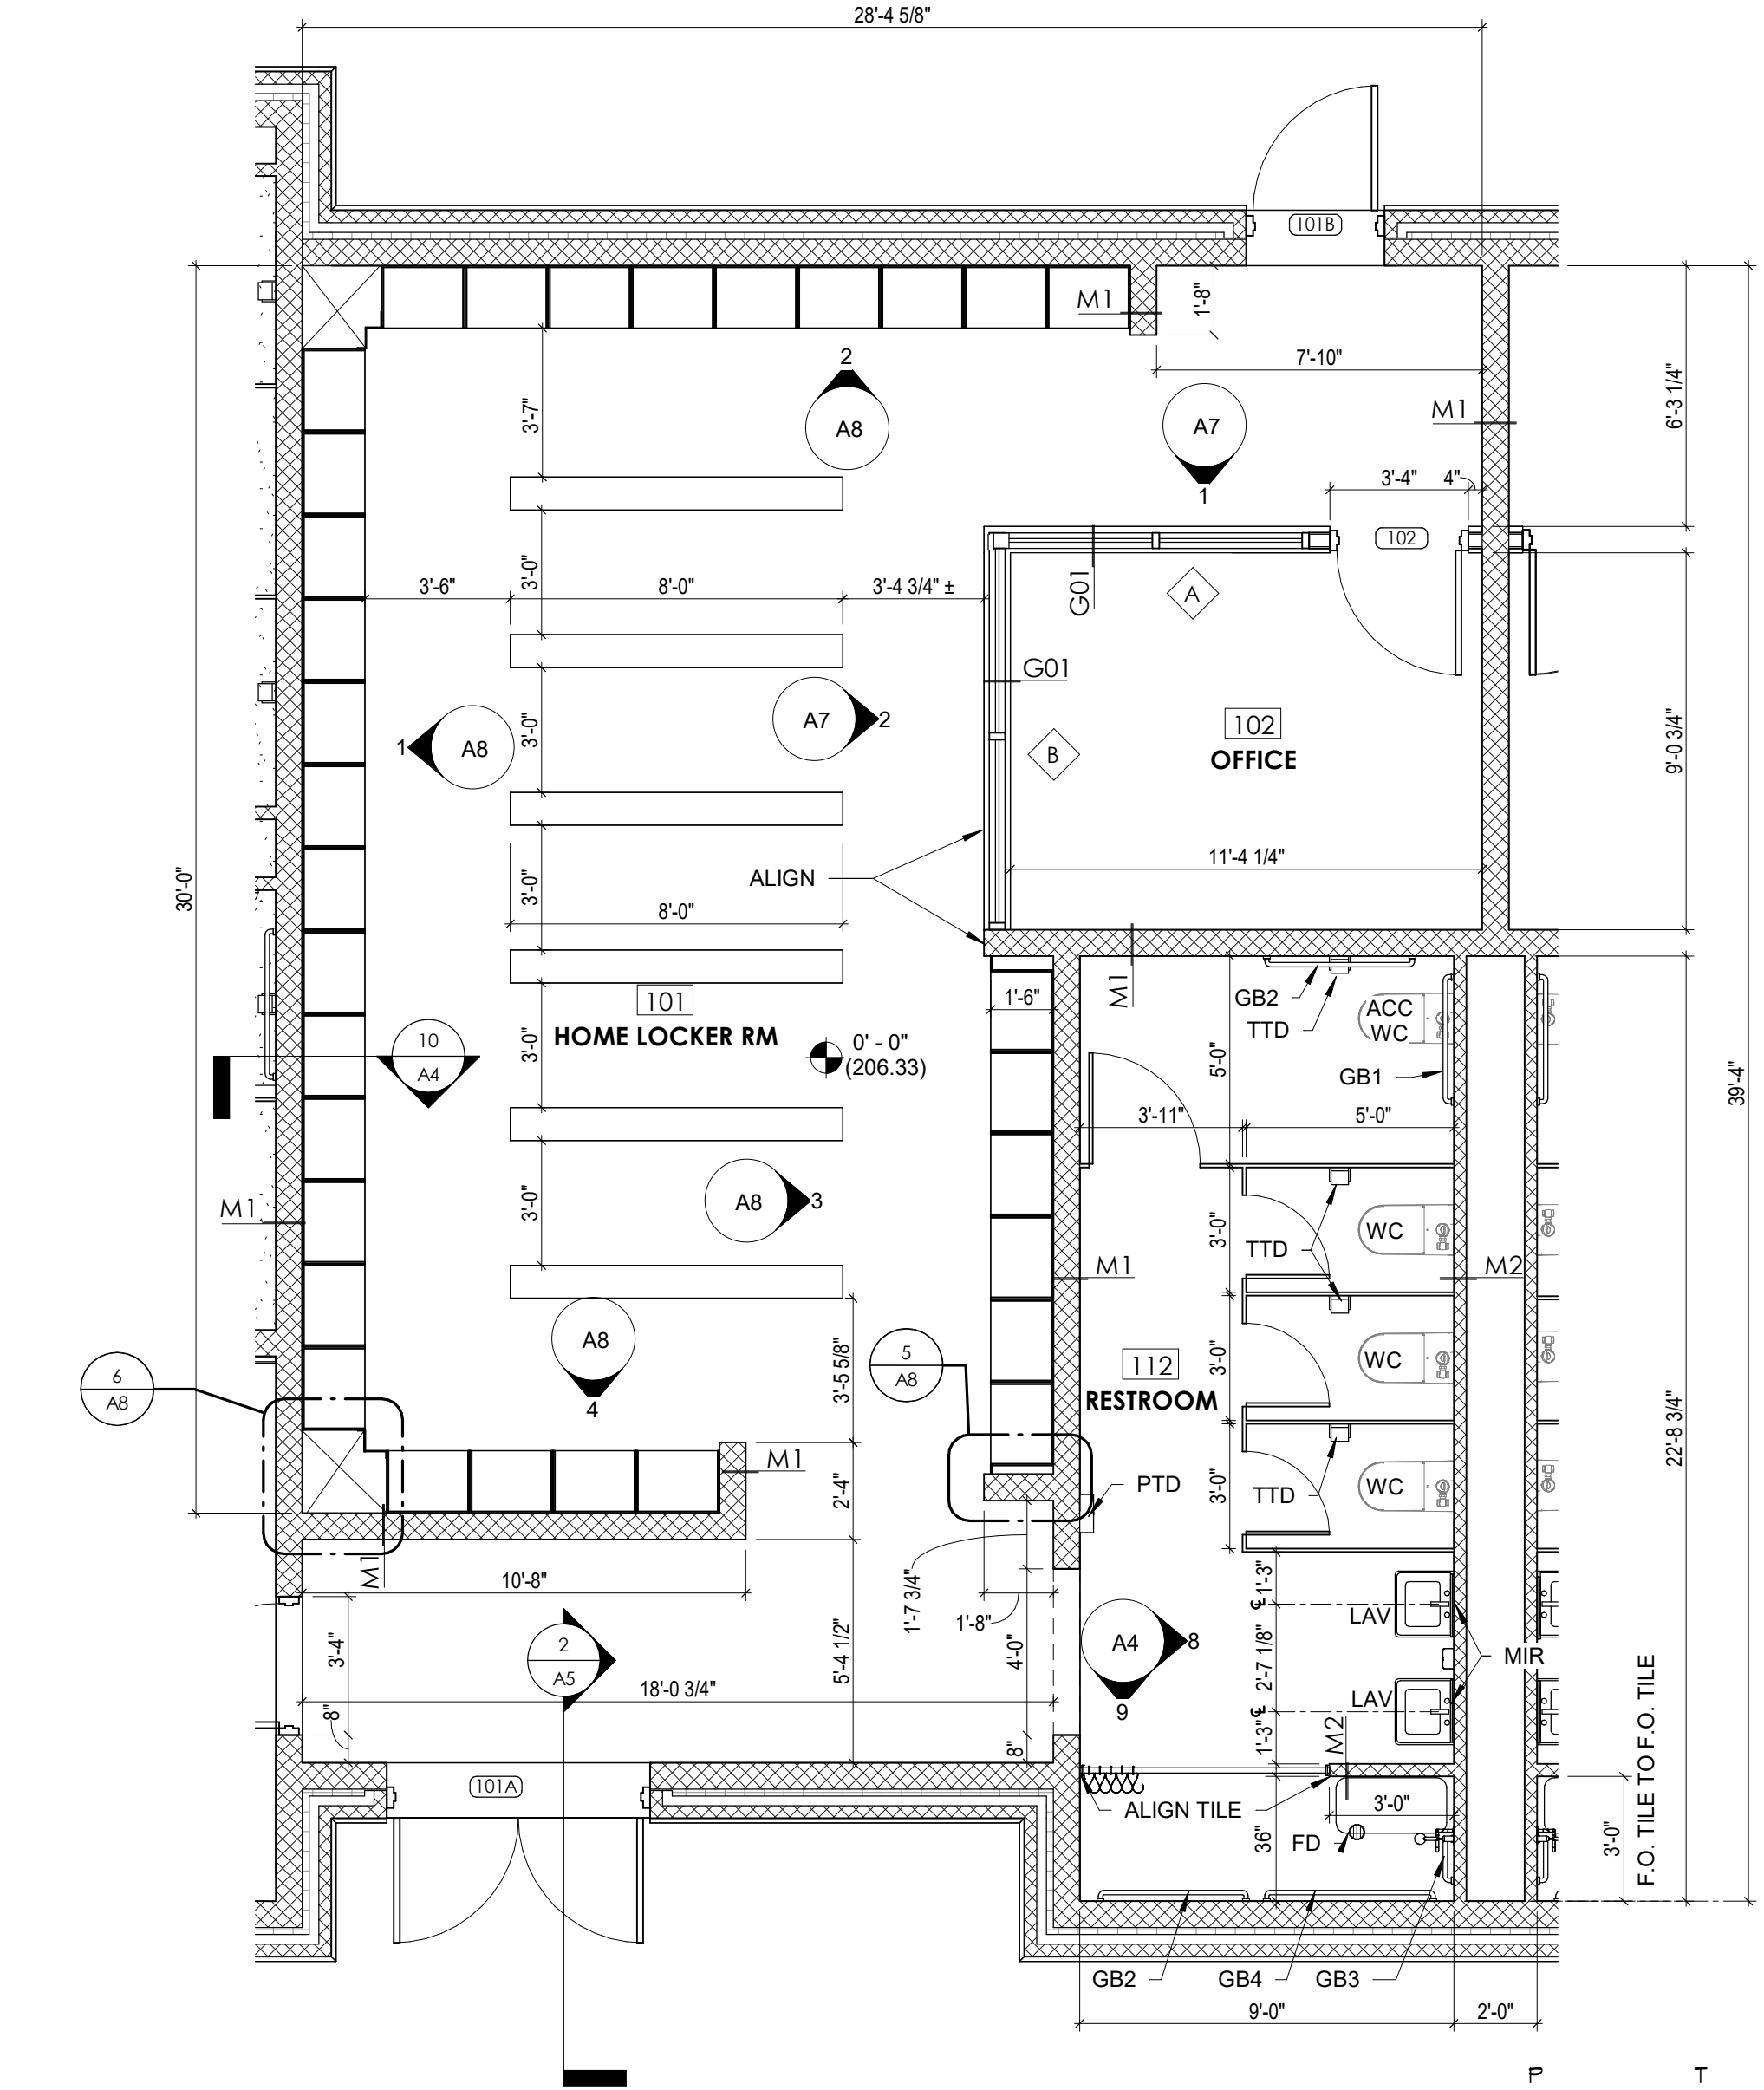 28'-4 5/8"
101B
M1
1'-8"
7'-10"
2
A8
A7
1
M1
6'-3 1/4"
3'-7"
3'-4"
4"
102
3'-6"
3'-0"
8'-0"
3'-4 3/4" ±
G01
A
G01
A7
2
1
A8
3'-0"
B
102
OFFICE
9'-0 3/4"
30'-0"
ALIGN
3'-0"
8'-0"
11'-4 1/4"
M1
1'-6"
GB2
TTD
ACC
WC
GB1
101
HOME LOCKER RM
0' - 0"
(206.33)
10
A4
3'-0"
5'-0"
3'-11"
5'-0"
39'-4"
M1
3'-0"
A8
3
3'-0"
TTD
WC
M1
M2
A8
4
6
A8
5
A8
3'-5 5/8"
112
RESTROOM
3'-0"
WC
22'-8 3/4"
M1
2'-4"
PTD
3'-0"
TTD
WC
M1
10'-8"
1'-7 3/4"
1'-8"
1'-3"
LAV
MIR
3'-4"
2
A5
5'-4 1/2"
4'-0"
A4
8
9
2'-7 1/8"
LAV
18'-0 3/4"
8"
8"
1'-3"
M2
F.O. TILE TO F.O. TILE
101A
ALIGN TILE
3'-0"
36"
FD
3'-0"
GB2
GB4
GB3
9'-0"
2'-0"
P
T